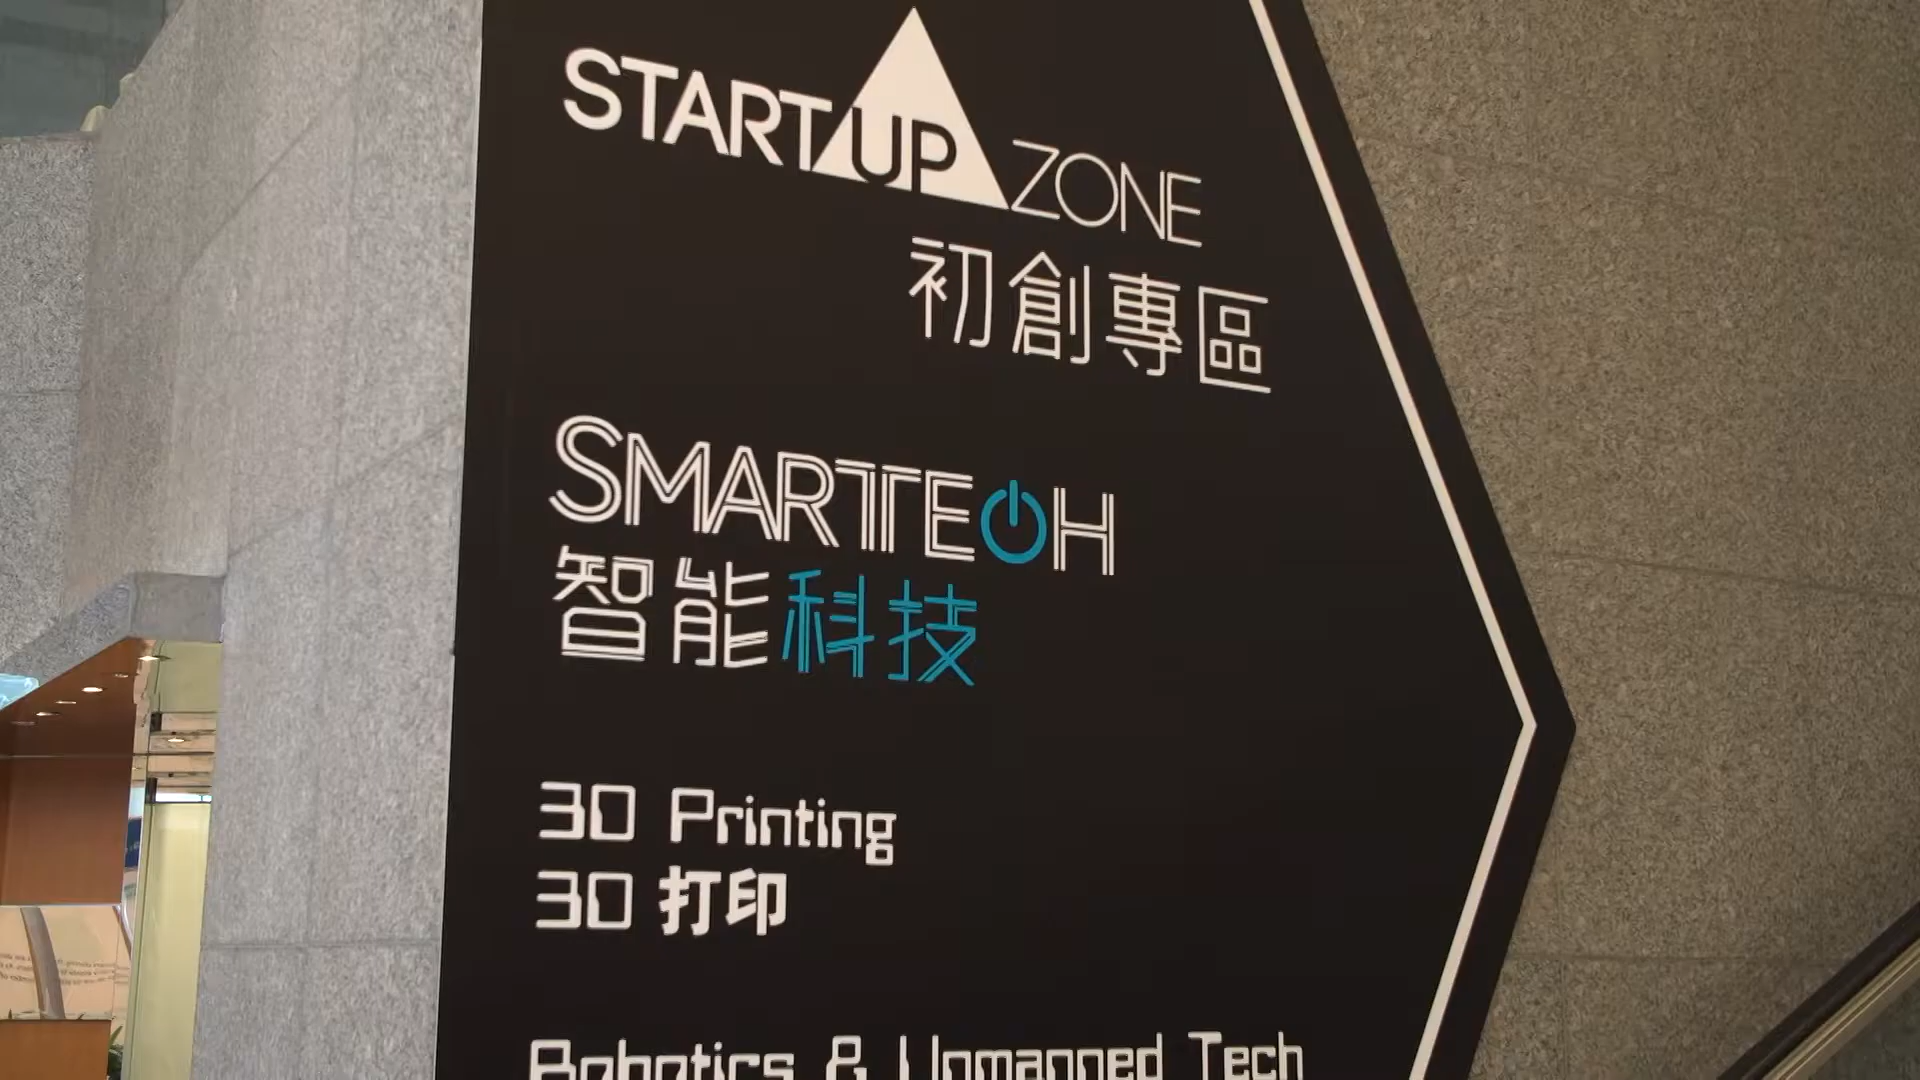 STARTUP ZONE
初創專區
SMARTTECH
智能科技
3D Printing
3D 打印
Robotics & Unmanned Tech